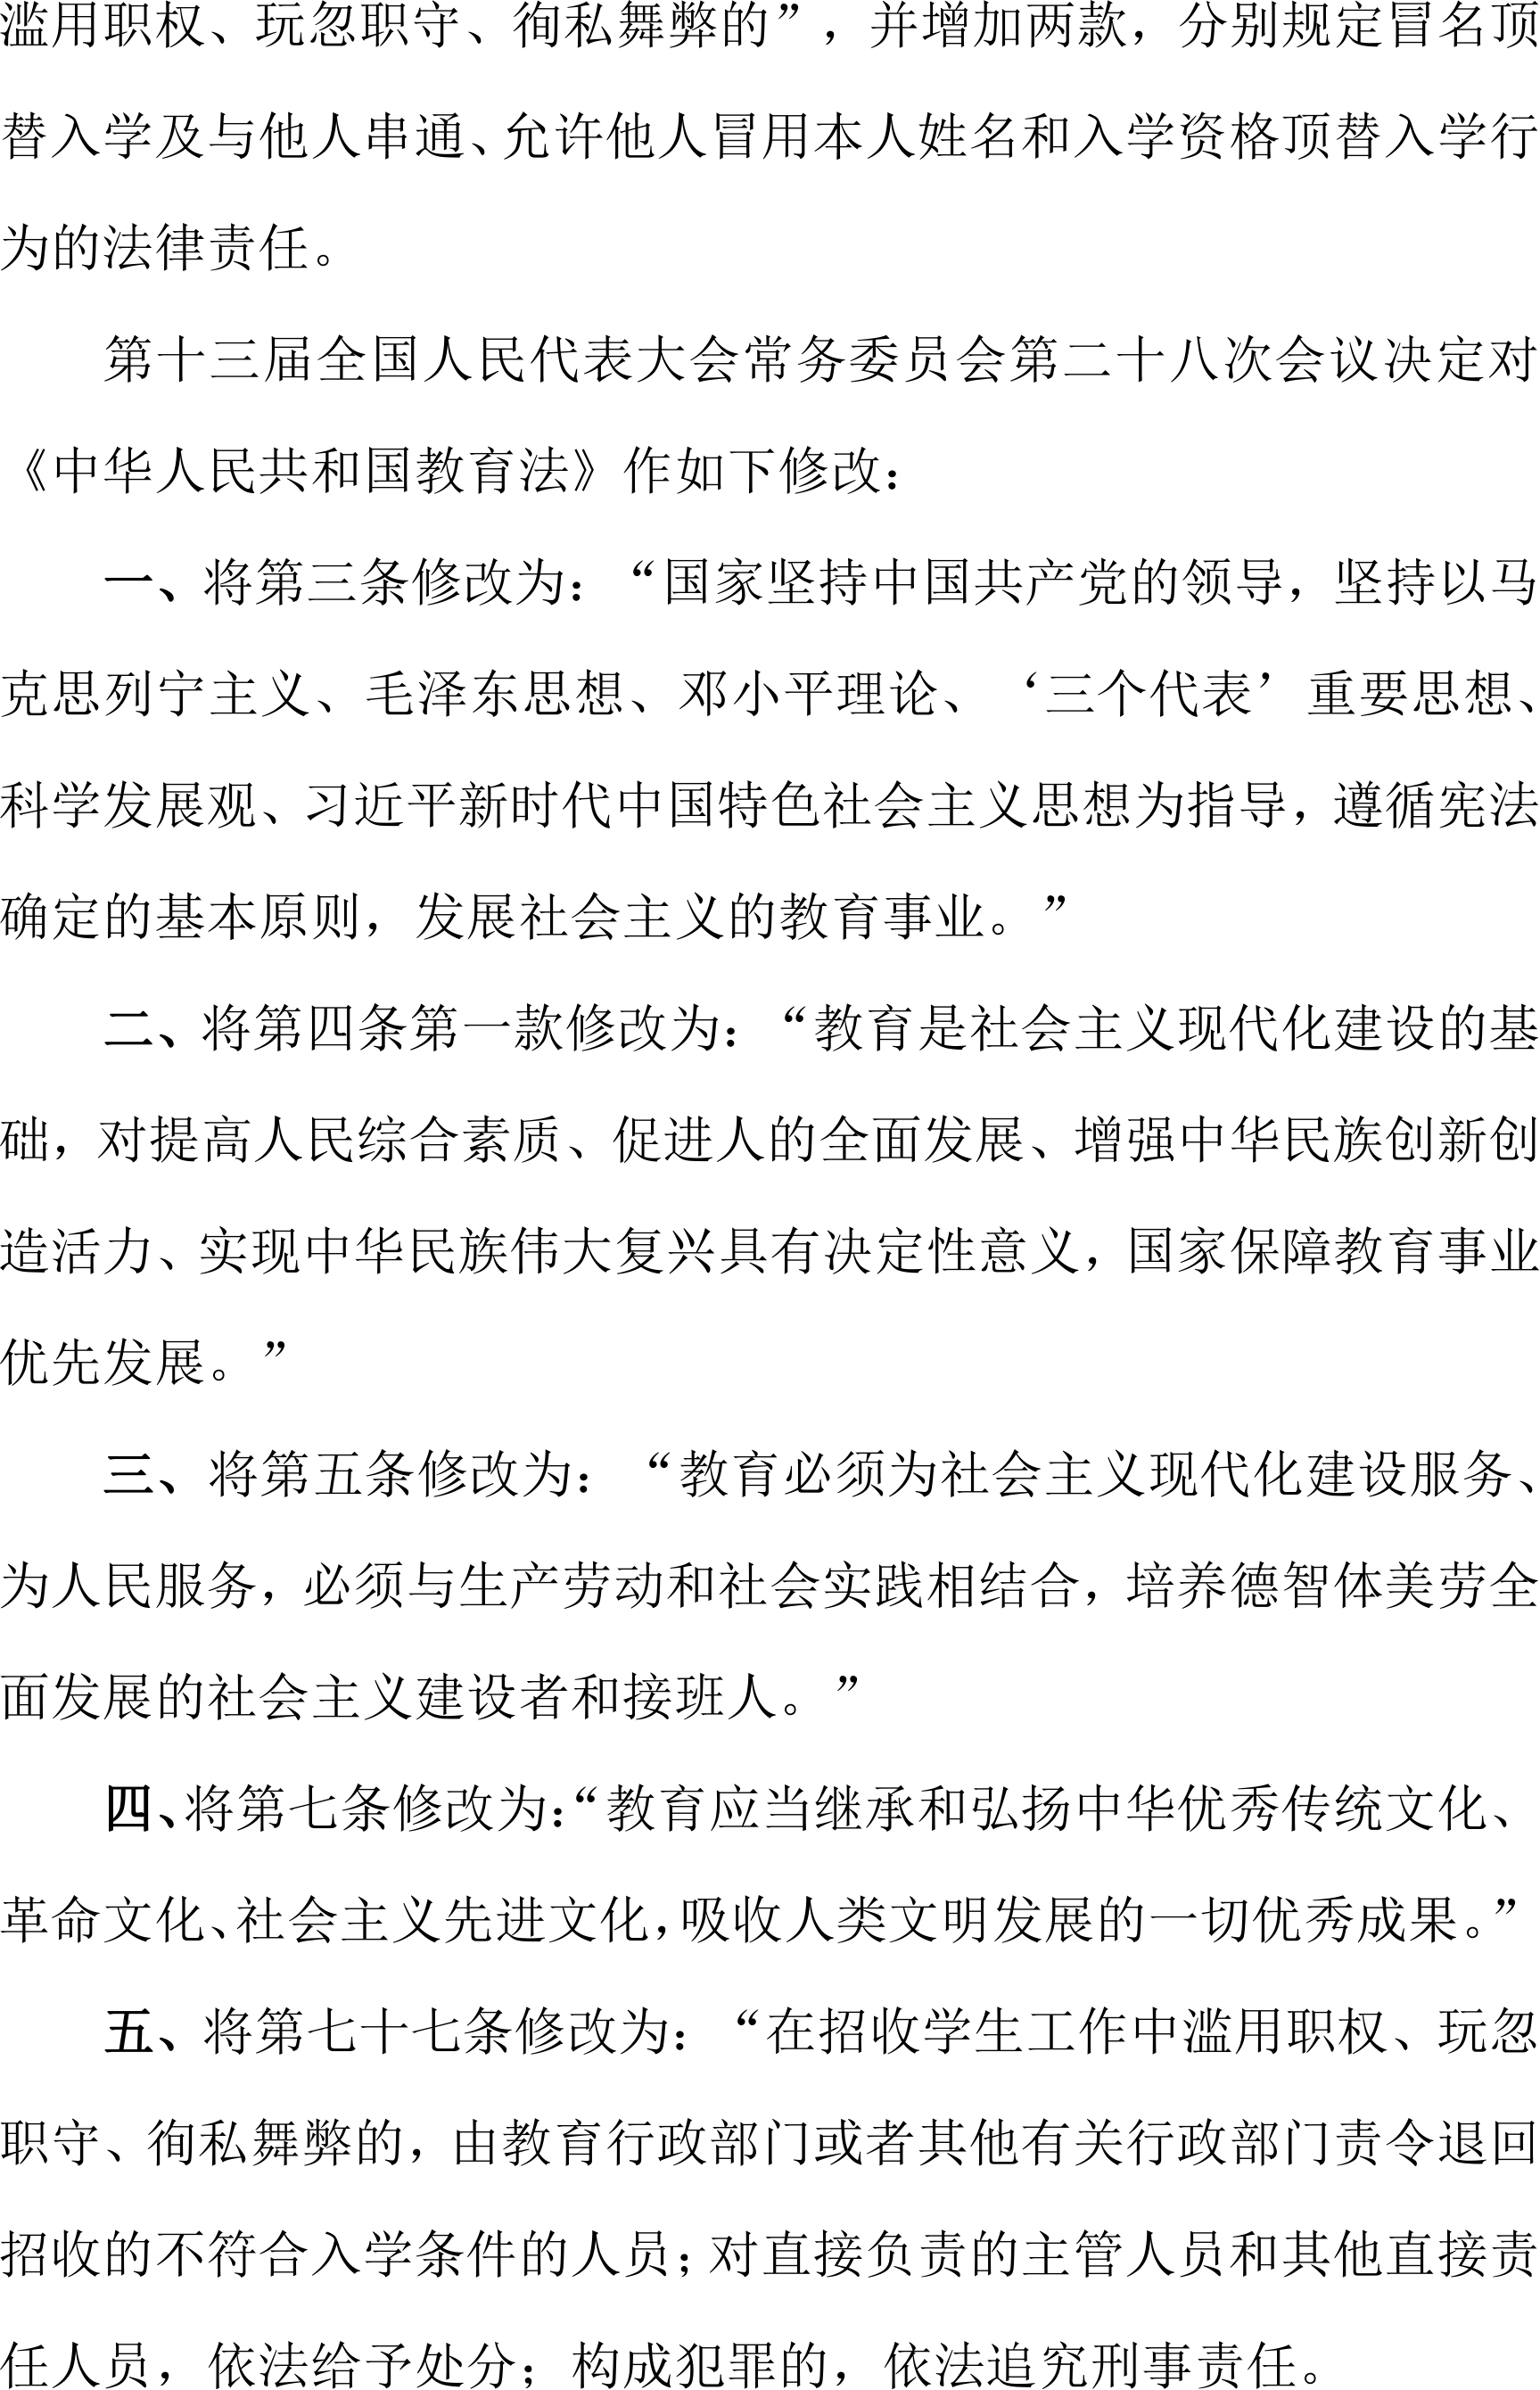 滥用职权、玩忽职守、徇私舞弊的”，并增加两款，分别规定冒名顶
替入学及与他人串通、允许他人冒用本人姓名和入学资格顶替入学行
为的法律责任。
第十三届全国人民代表大会常务委员会第二十八次会议决定对
《中华人民共和国教育法》作如下修改：
一、将第三条修改为：“国家坚持中国共产党的领导，坚持以马
克思列宁主义、毛泽东思想、邓小平理论、‘三个代表’重要思想、
科学发展观、习近平新时代中国特色社会主义思想为指导，遵循宪法
确定的基本原则，发展社会主义的教育事业。”
二、将第四条第一款修改为：“教育是社会主义现代化建设的基
础，对提高人民综合素质、促进人的全面发展、增强中华民族创新创
造活力、实现中华民族伟大复兴具有决定性意义，国家保障教育事业
优先发展。”
三、将第五条修改为：“教育必须为社会主义现代化建设服务、
为人民服务，必须与生产劳动和社会实践相结合，培养德智体美劳全
面发展的社会主义建设者和接班人。”
四、将第七条修改为：“教育应当继承和弘扬中华优秀传统文化、
革命文化、社会主义先进文化，吸收人类文明发展的一切优秀成果。”
五、将第七十七条修改为：“在招收学生工作中滥用职权、玩忽
职守、徇私舞弊的，由教育行政部门或者其他有关行政部门责令退回
招收的不符合入学条件的人员；对直接负责的主管人员和其他直接责
任人员，依法给予处分；构成犯罪的，依法追究刑事责任。